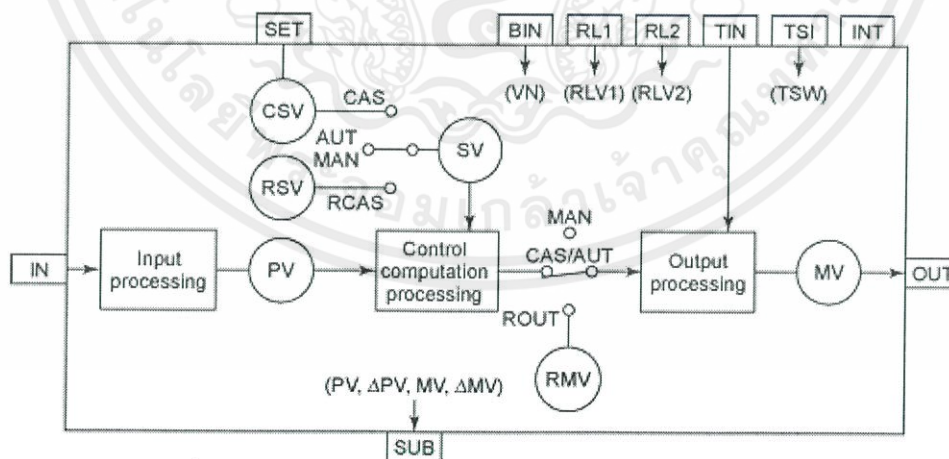 SET BIN RL1 RL2 TIN TSI INT
(VN) (RLV1) (RLV2) (TSW)
CSV CAS
AUT
MAN
SV
RSV RCAS
MAN
CAS/AUT
IN
Input
processing
PV
Control
computation
processing
Output
processing
MV
OUT
ROUT
RMV
(PV, ΔPV, MV, ΔMV)
SUB